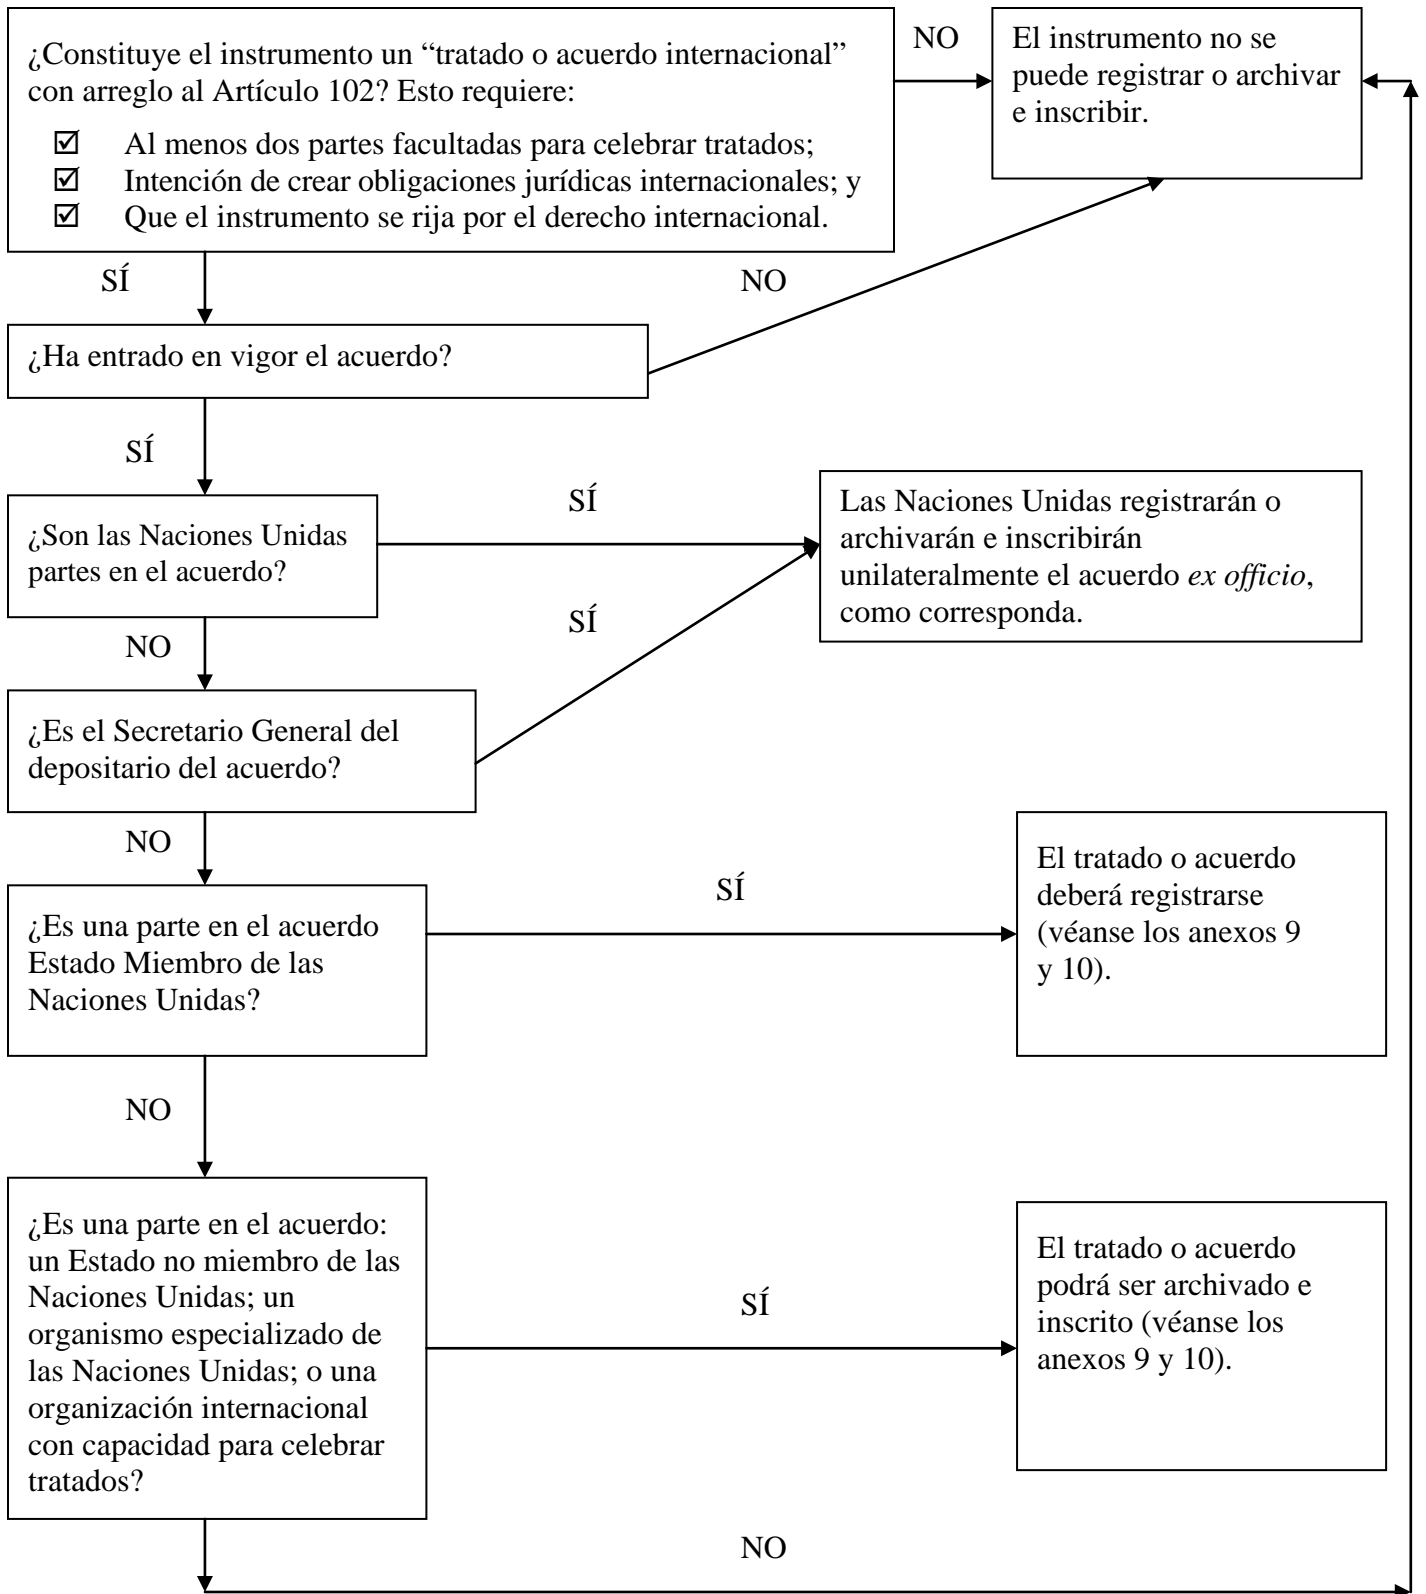 ¿Constituye el instrumento un “tratado o acuerdo internacional”
con arreglo al Artículo 102? Esto requiere:
☑ Al menos dos partes facultadas para celebrar tratados;
☑ Intención de crear obligaciones jurídicas internacionales; y
☑ Que el instrumento se rija por el derecho internacional.
NO
El instrumento no se
puede registrar o archivar
e inscribir.
SÍ
NO
¿Ha entrado en vigor el acuerdo?
SÍ
¿Son las Naciones Unidas
partes en el acuerdo?
SÍ
Las Naciones Unidas registrarán o
archivarán e inscribirán
unilateralmente el acuerdo ex officio,
como corresponda.
SÍ
NO
¿Es el Secretario General del
depositario del acuerdo?
NO
¿Es una parte en el acuerdo
Estado Miembro de las
Naciones Unidas?
SÍ
El tratado o acuerdo
deberá registrarse
(véanse los anexos 9
y 10).
NO
¿Es una parte en el acuerdo:
un Estado no miembro de las
Naciones Unidas; un
organismo especializado de
las Naciones Unidas; o una
organización internacional
con capacidad para celebrar
tratados?
SÍ
El tratado o acuerdo
podrá ser archivado e
inscrito (véanse los
anexos 9 y 10).
NO